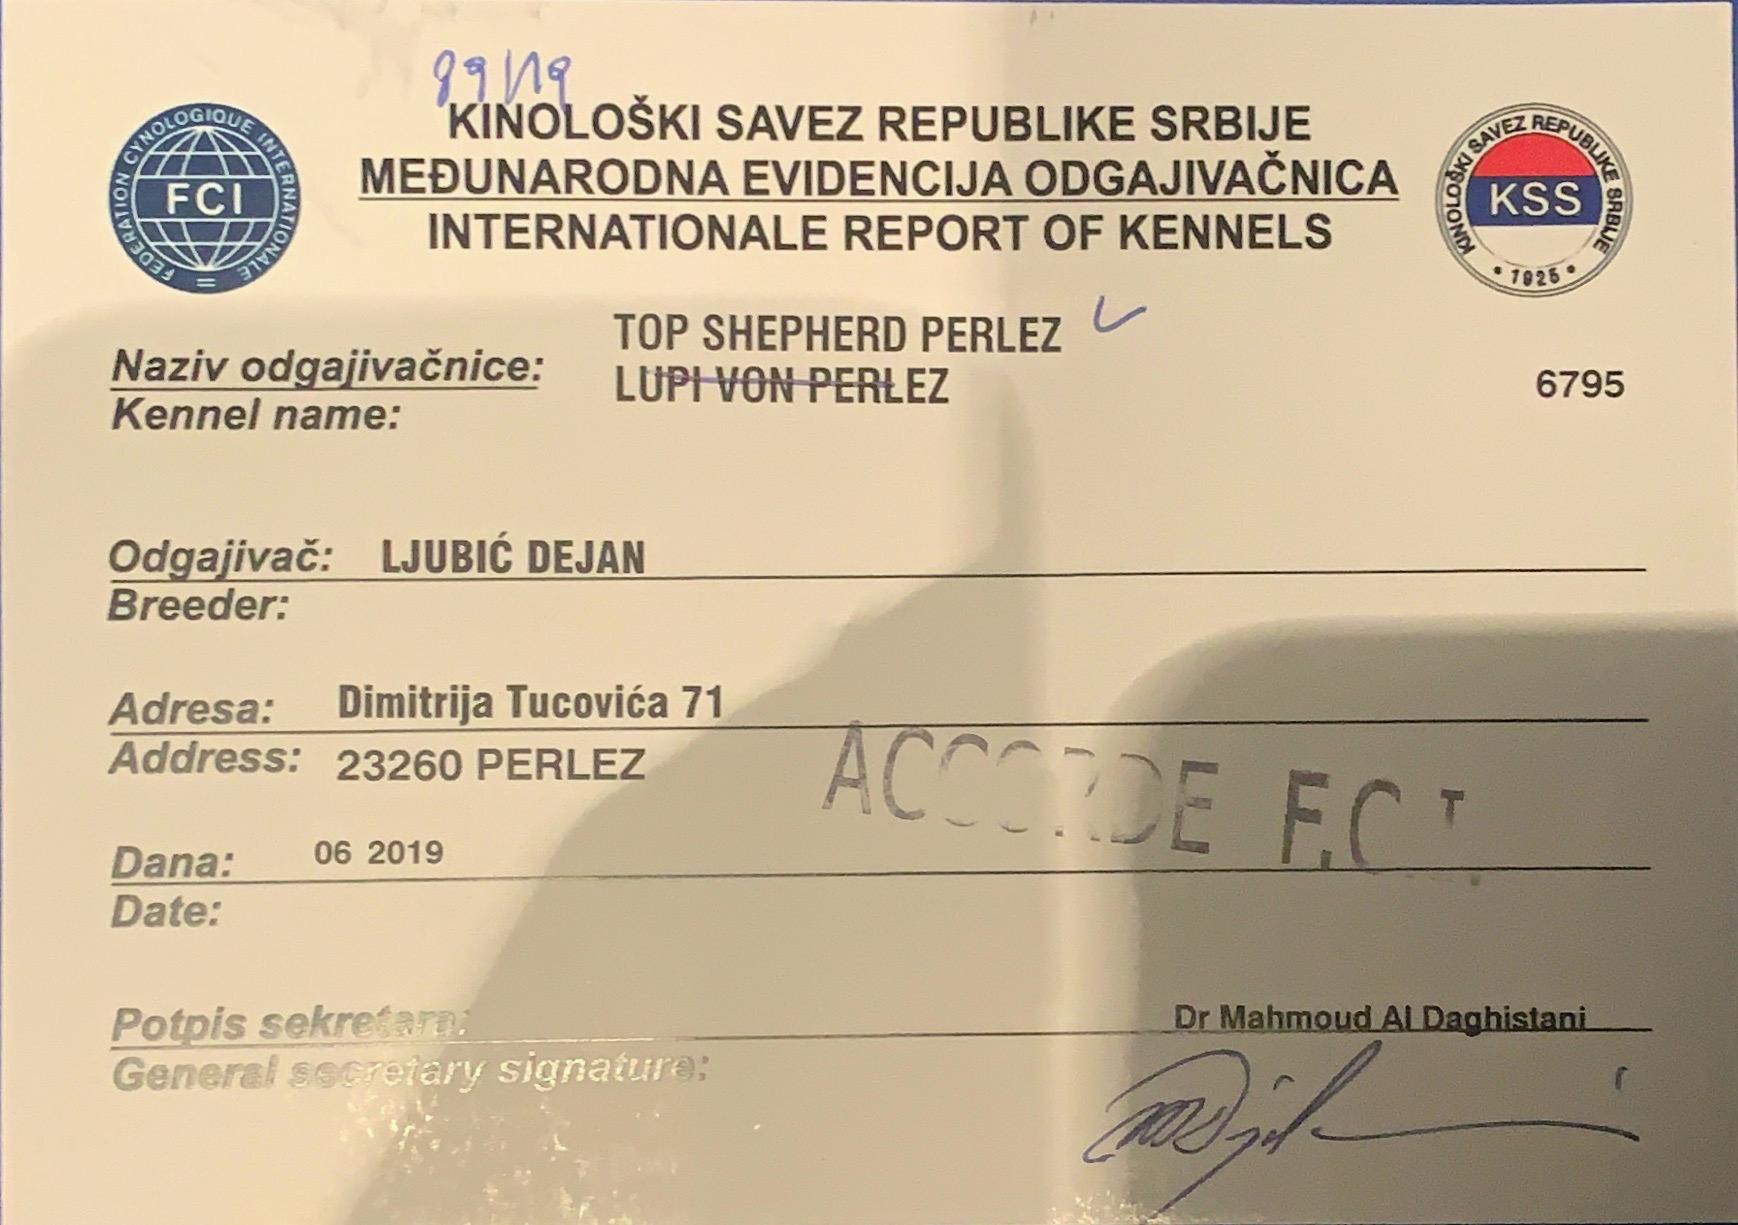 89/19
KINOLOŠKI SAVEZ REPUBLIKE SRBIJE
MEĐUNARODNA EVIDENCIJA ODGAJIVAČNICA
INTERNATIONALE REPORT OF KENNELS
FEDERATION CYNOLOGIQUE INTERNATIONALE
FCI
KINOLOŠKI SAVEZ REPUBLIKE SRBIJE
KSS
• 1925 •
TOP SHEPHERD PERLEZ
Naziv odgajivačnice:
LUPI VON PERLEZ
6795
Kennel name:
Odgajivač: LJUBIĆ DEJAN
Breeder:
Adresa: Dimitrija Tucovića 71
Address: 23260 PERLEZ
ACCORDE F.C.I.
Dana: 06 2019
Date:
Potpis sekretara: Dr Mahmoud Al Daghistani
General secretary signature: